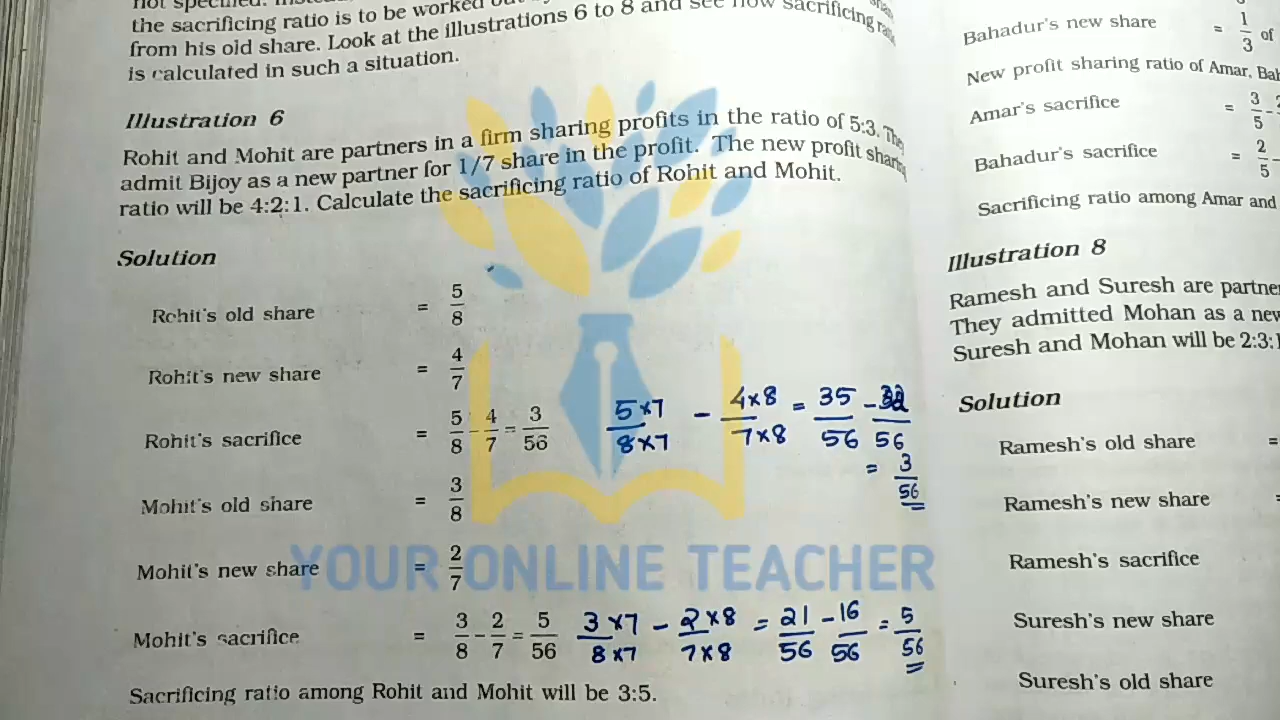 the sacrificing ratio is to be worked
from his old share. Look at the illustrations 6 to 8 and see how sacrificing
is calculated in such a situation.
Illustration 6
Rohit and Mohit are partners in a firm sharing profits in the ratio of 5:3. They
admit Bijoy as a new partner for 1/7 share in the profit. The new profit sharing
ratio will be 4:2:1. Calculate the sacrificing ratio of Rohit and Mohit.
Solution
Rohit's old share = 5/8
Rohit's new share = 4/7
Rohit's sacrifice = 5/8 - 4/7 = 3/56 5×7/8×7 - 4×8/7×8 = 35/56 - 32/56
= 3/56
Mohit's old share = 3/8
Mohit's new share = 2/7
YOUR ONLINE TEACHER
Mohit's sacrifice = 3/8 - 2/7 = 5/56 3×7/8×7 - 2×8/7×8 = 21/56 - 16/56 = 5/56
Sacrificing ratio among Rohit and Mohit will be 3:5.
Bahadur's new share = 1/3 of
New profit sharing ratio of Amar,
Amar's sacrifice = 3/5 -
Bahadur's sacrifice = 2/5 -
Sacrificing ratio among Amar and
Illustration 8
Ramesh and Suresh are
They admitted Mohan as a
Suresh and Mohan will be 2:3:
Solution
Ramesh's old share =
Ramesh's new share =
Ramesh's sacrifice
Suresh's new share
Suresh's old share